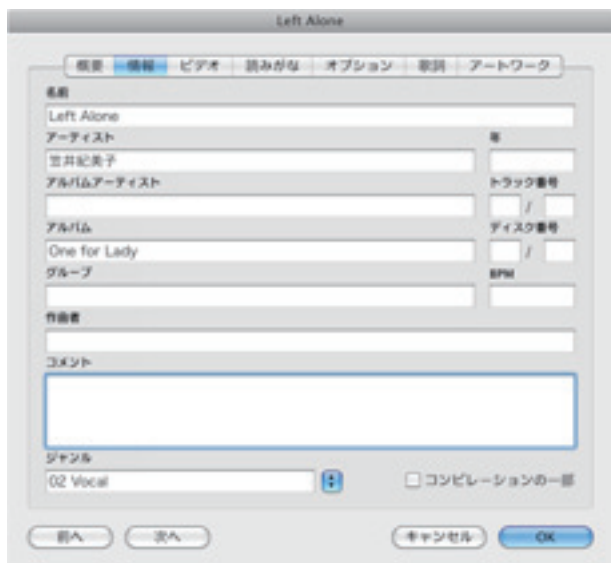 Left Alone
概要 情報 ビデオ 読みがな オプション 歌詞 アートワーク
名前
Left Alone
アーティスト 年
笠井紀美子
アルバムアーティスト トラック番号
/
アルバム ディスク番号
One for Lady /
グループ BPM
作曲者
コメント
ジャンル
02 Vocal コンピレーションの一部
前へ 次へ キャンセル OK